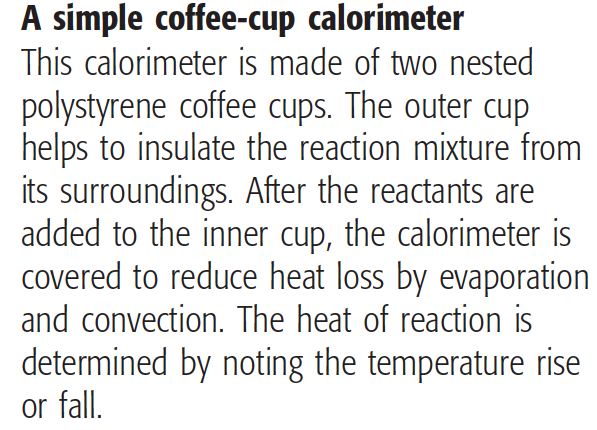 A simple coffee-cup calorimeter
This calorimeter is made of two nested
polystyrene coffee cups. The outer cup
helps to insulate the reaction mixture from
its surroundings. After the reactants are
added to the inner cup, the calorimeter is
covered to reduce heat loss by evaporation
and convection. The heat of reaction is
determined by noting the temperature rise
or fall.